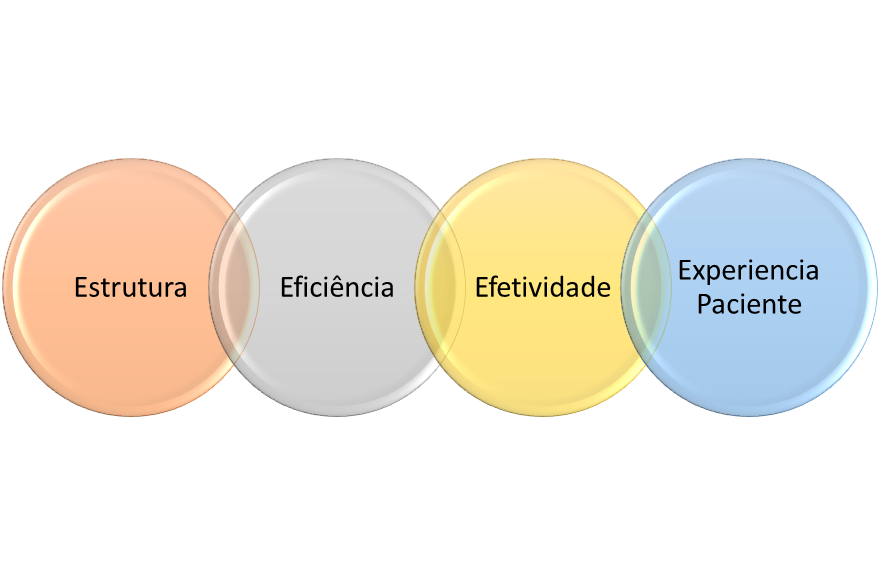 Estrutura
Eficiência
Efetividade
Experiencia
Paciente